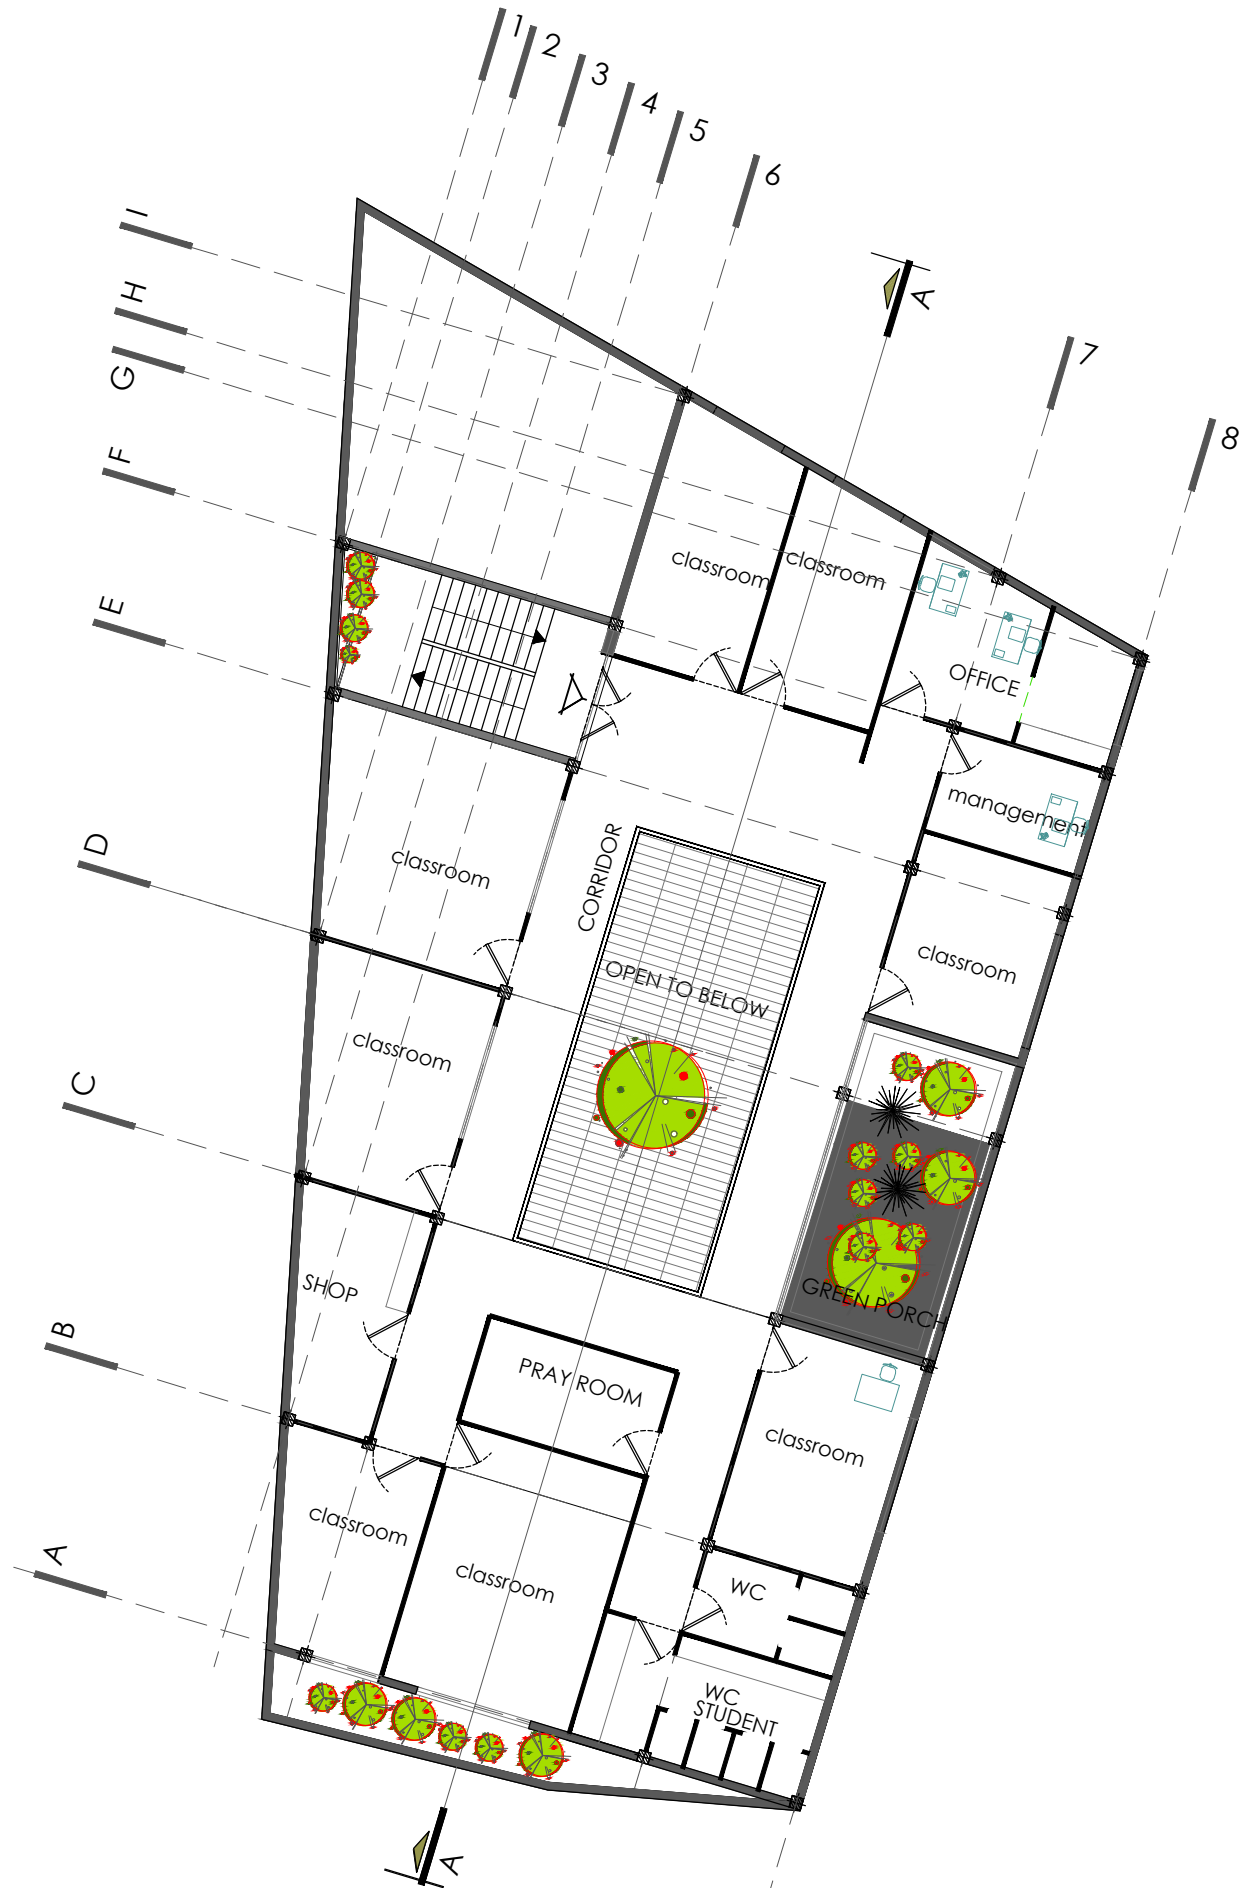 1
2
3
4
5
6
7
8
I
H
G
F
E
D
C
B
A
A
classroom
classroom
OFFICE
management
classroom
CORRIDOR
OPEN TO BELOW
classroom
classroom
SHOP
GREEN PORCH
PRAY ROOM
classroom
classroom
classroom
WC
WC
STUDENT
A